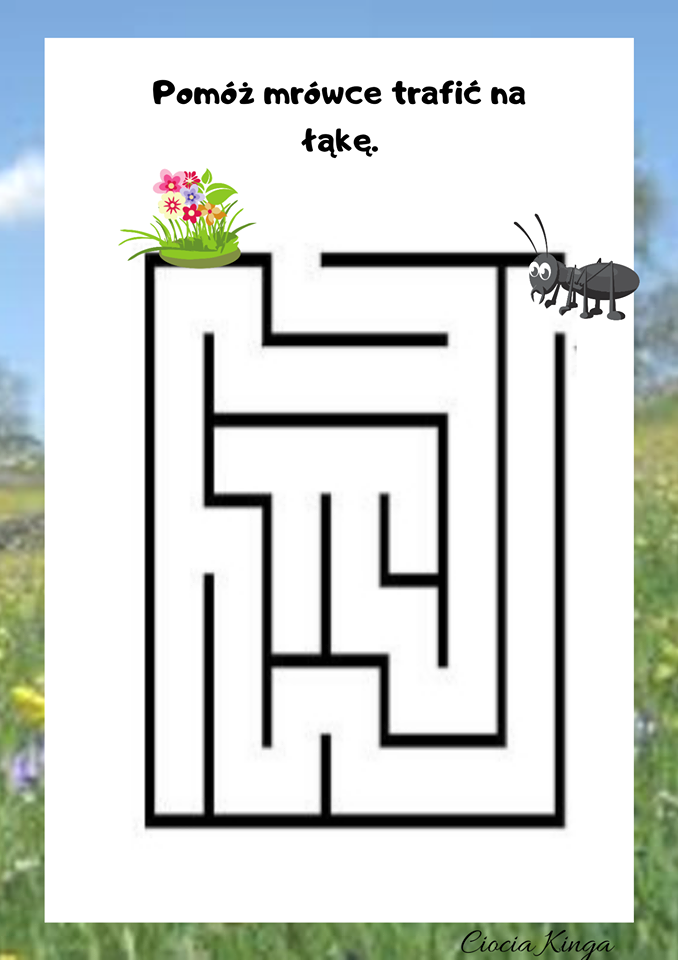 Pomóż mrówce trafić na
łąkę.
Ciocia Kinga